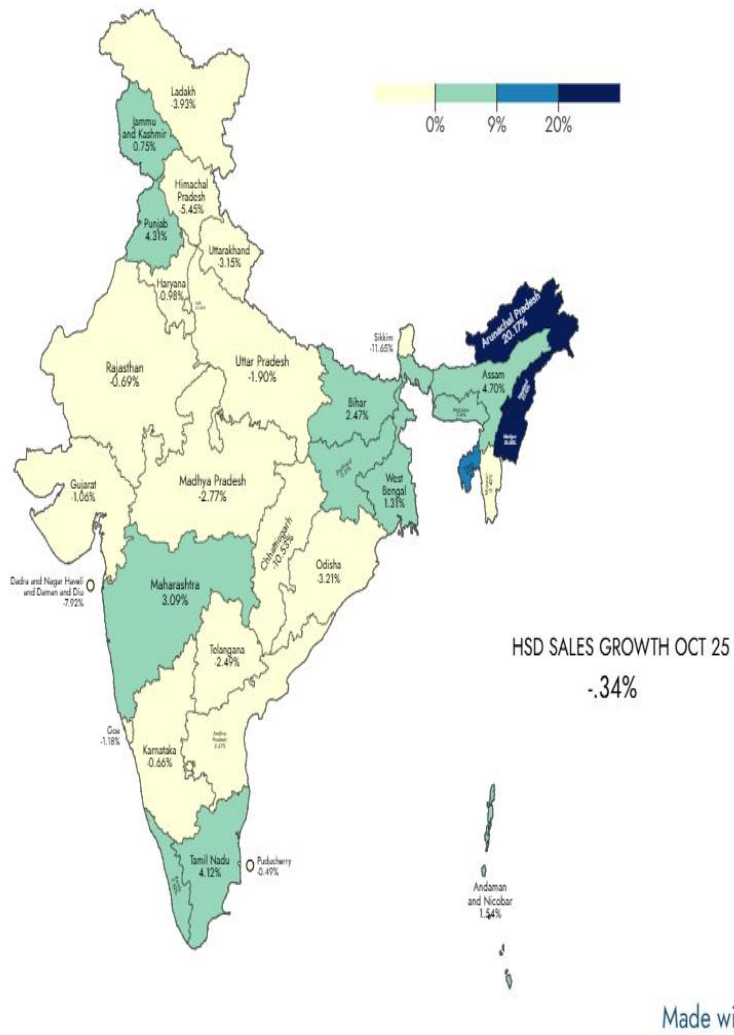 Ladakh
-3.93%
Jammu
and Kashmir
0.75%
0%
9%
20%
Himachal
Pradesh
-5.45%
Punjab
4.31%
Uttarakhand
-3.15%
Haryana
-0.98%
Arunachal Pradesh
20.17%
Sikkim
-11.65%
Rajasthan
-0.69%
Uttar Pradesh
-1.90%
Assam
4.70%
Bihar
2.47%
Gujarat
-1.06%
Madhya Pradesh
-2.77%
West
Bengal
1.31%
Chhattisgarh
-10.53%
Odisha
-3.21%
Dadra and Nagar Haveli
and Daman and Diu
-7.92%
Maharashtra
3.09%
Telangana
-2.49%
HSD SALES GROWTH OCT 25
-.34%
Goa
-1.18%
Karnataka
-0.66%
Andhra
Pradesh
Tamil Nadu
4.12%
Puducherry
-0.49%
Andaman
and Nicobar
1.54%
Made wi